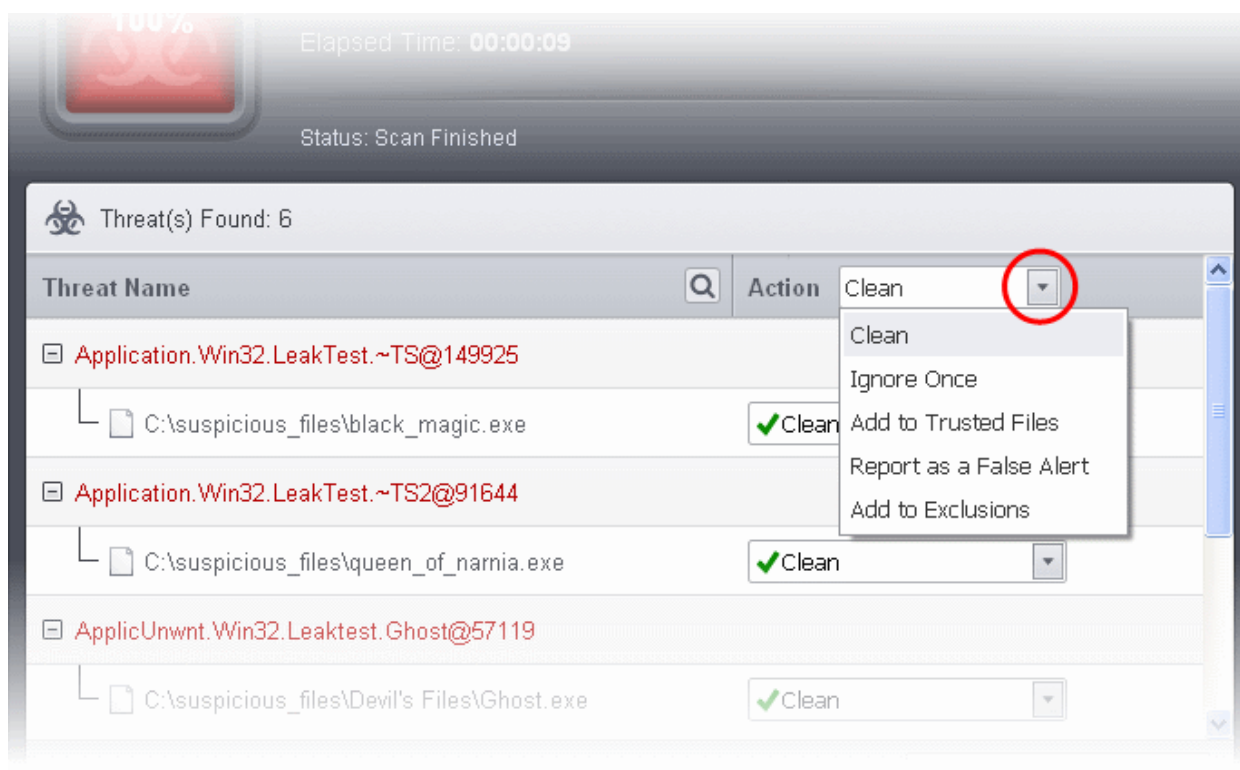 100%
Elapsed Time: 00:00:09
Status: Scan Finished
Threat(s) Found: 6
Threat Name
Action Clean
Clean
Ignore Once
Add to Trusted Files
Report as a False Alert
Add to Exclusions
Application.Win32.LeakTest.~TS@149925
C:\suspicious_files\black_magic.exe Clean
Application.Win32.LeakTest.~TS2@91644
C:\suspicious_files\queen_of_narnia.exe Clean
ApplicUnwnt.Win32.Leaktest.Ghost@57119
C:\suspicious_files\Devil's Files\Ghost.exe Clean